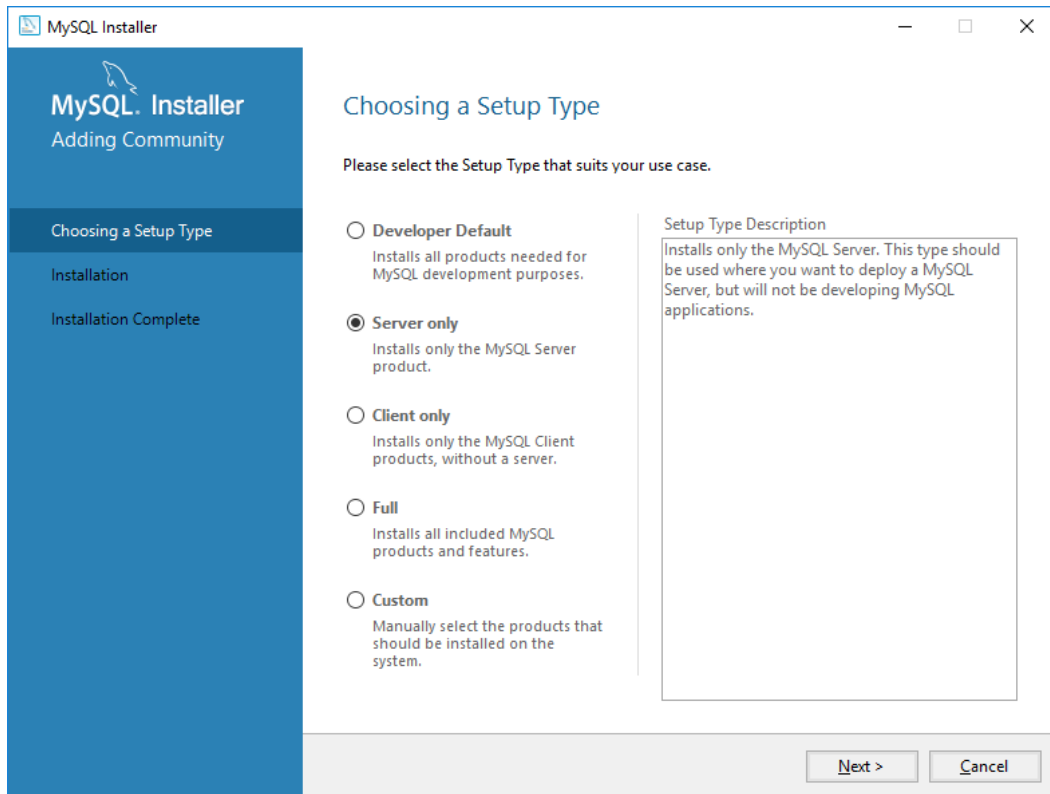 MySQL Installer
MySQL. Installer
Adding Community
Choosing a Setup Type
Installation
Installation Complete
Choosing a Setup Type
Please select the Setup Type that suits your use case.
Developer Default
Installs all products needed for
MySQL development purposes.
Server only
Installs only the MySQL Server
product.
Client only
Installs only the MySQL Client
products, without a server.
Full
Installs all included MySQL
products and features.
Custom
Manually select the products that
should be installed on the
system.
Setup Type Description
Installs only the MySQL Server. This type should
be used where you want to deploy a MySQL
Server, but will not be developing MySQL
applications.
Next >
Cancel